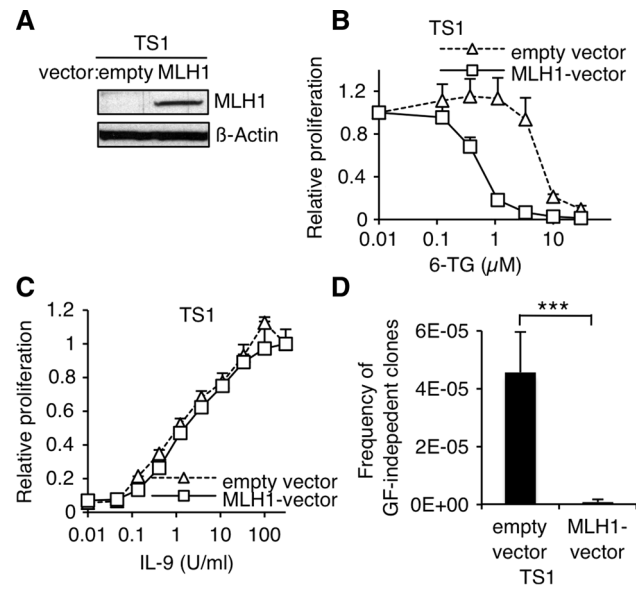 A
TS1
vector:empty MLH1
MLH1
ß-Actin
B
TS1
empty vector
MLH1-vector
Relative proliferation
1.2
0.8
0.4
0
0.01 0.1 1 10
6-TG (µM)
C
TS1
Relative proliferation
1.2
1
0.8
0.6
0.4
0.2
0
empty vector
MLH1-vector
0.01 0.1 1 10 100
IL-9 (U/ml)
D
***
Frequency of
GF-indepedent clones
6E-05
4E-05
2E-05
0E+00
empty MLH1-
vector vector
TS1